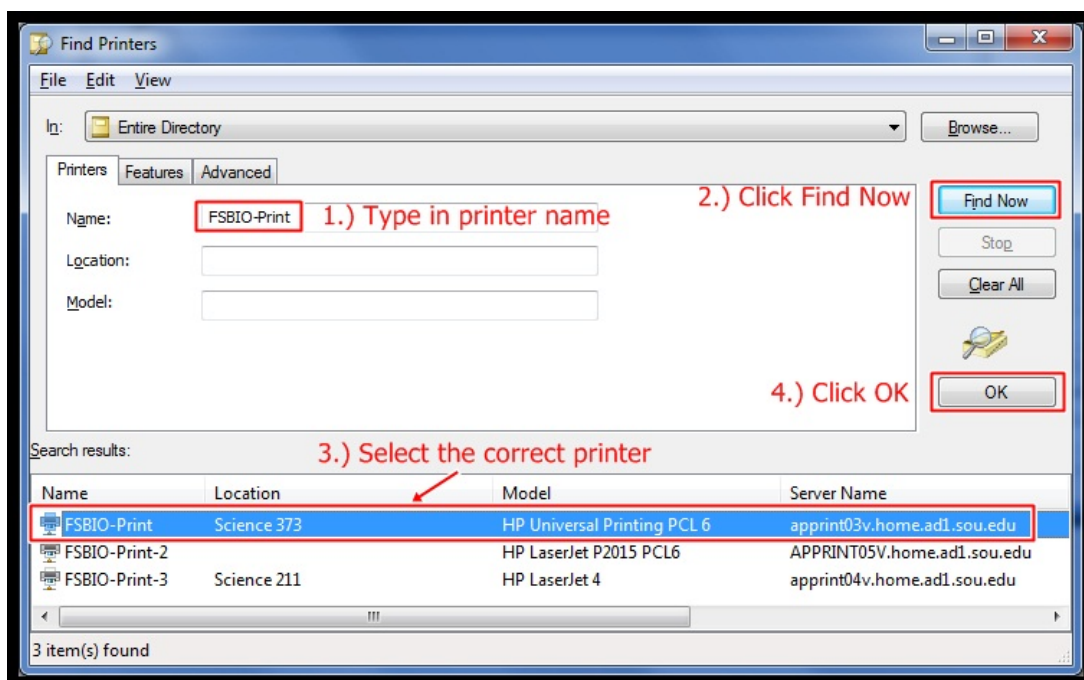 Find Printers
File Edit View
In: Entire Directory Browse...
Printers Features Advanced
2.) Click Find Now Find Now
Name: FSBIO-Print 1.) Type in printer name
Stop
Location:
Clear All
Model:
4.) Click OK OK
Search results:
3.) Select the correct printer
Name Location Model Server Name
FSBIO-Print Science 373 HP Universal Printing PCL 6 apprint03v.home.ad1.sou.edu
FSBIO-Print-2 HP LaserJet P2015 PCL6 APPRINT05V.home.ad1.sou.edu
FSBIO-Print-3 Science 211 HP LaserJet 4 apprint04v.home.ad1.sou.edu
3 item(s) found